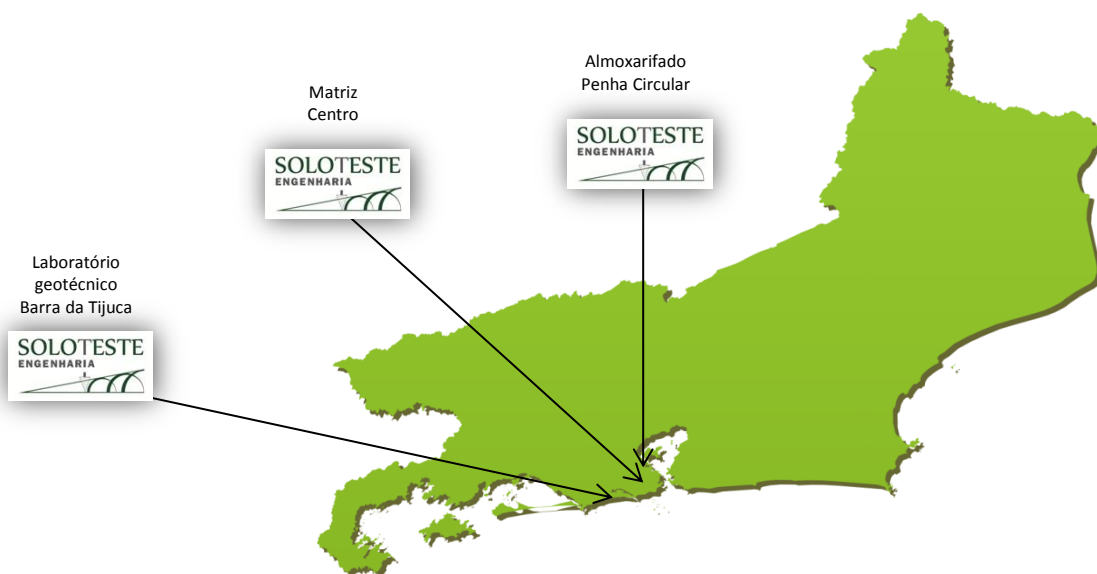 Almoxarifado
Penha Circular
SOLOTESTE
ENGENHARIA
Matriz
Centro
SOLOTESTE
ENGENHARIA
Laboratório
geotécnico
Barra da Tijuca
SOLOTESTE
ENGENHARIA